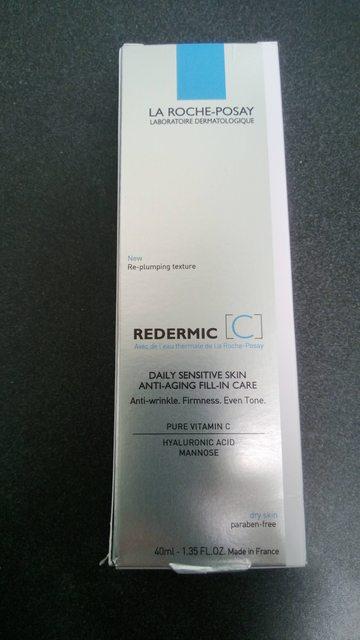 LA ROCHE-POSAY
LABORATOIRE DERMATOLOGIQUE
New
Re-plumping texture
REDERMIC [C]
Avec de l'eau thermale de La Roche-Posay
DAILY SENSITIVE SKIN
ANTI-AGING FILL-IN CARE
Anti-wrinkle. Firmness. Even Tone.
PURE VITAMIN C
HYALURONIC ACID
MANNOSE
dry skin
paraben-free
40ml - 1.35 FL.OZ. Made in France